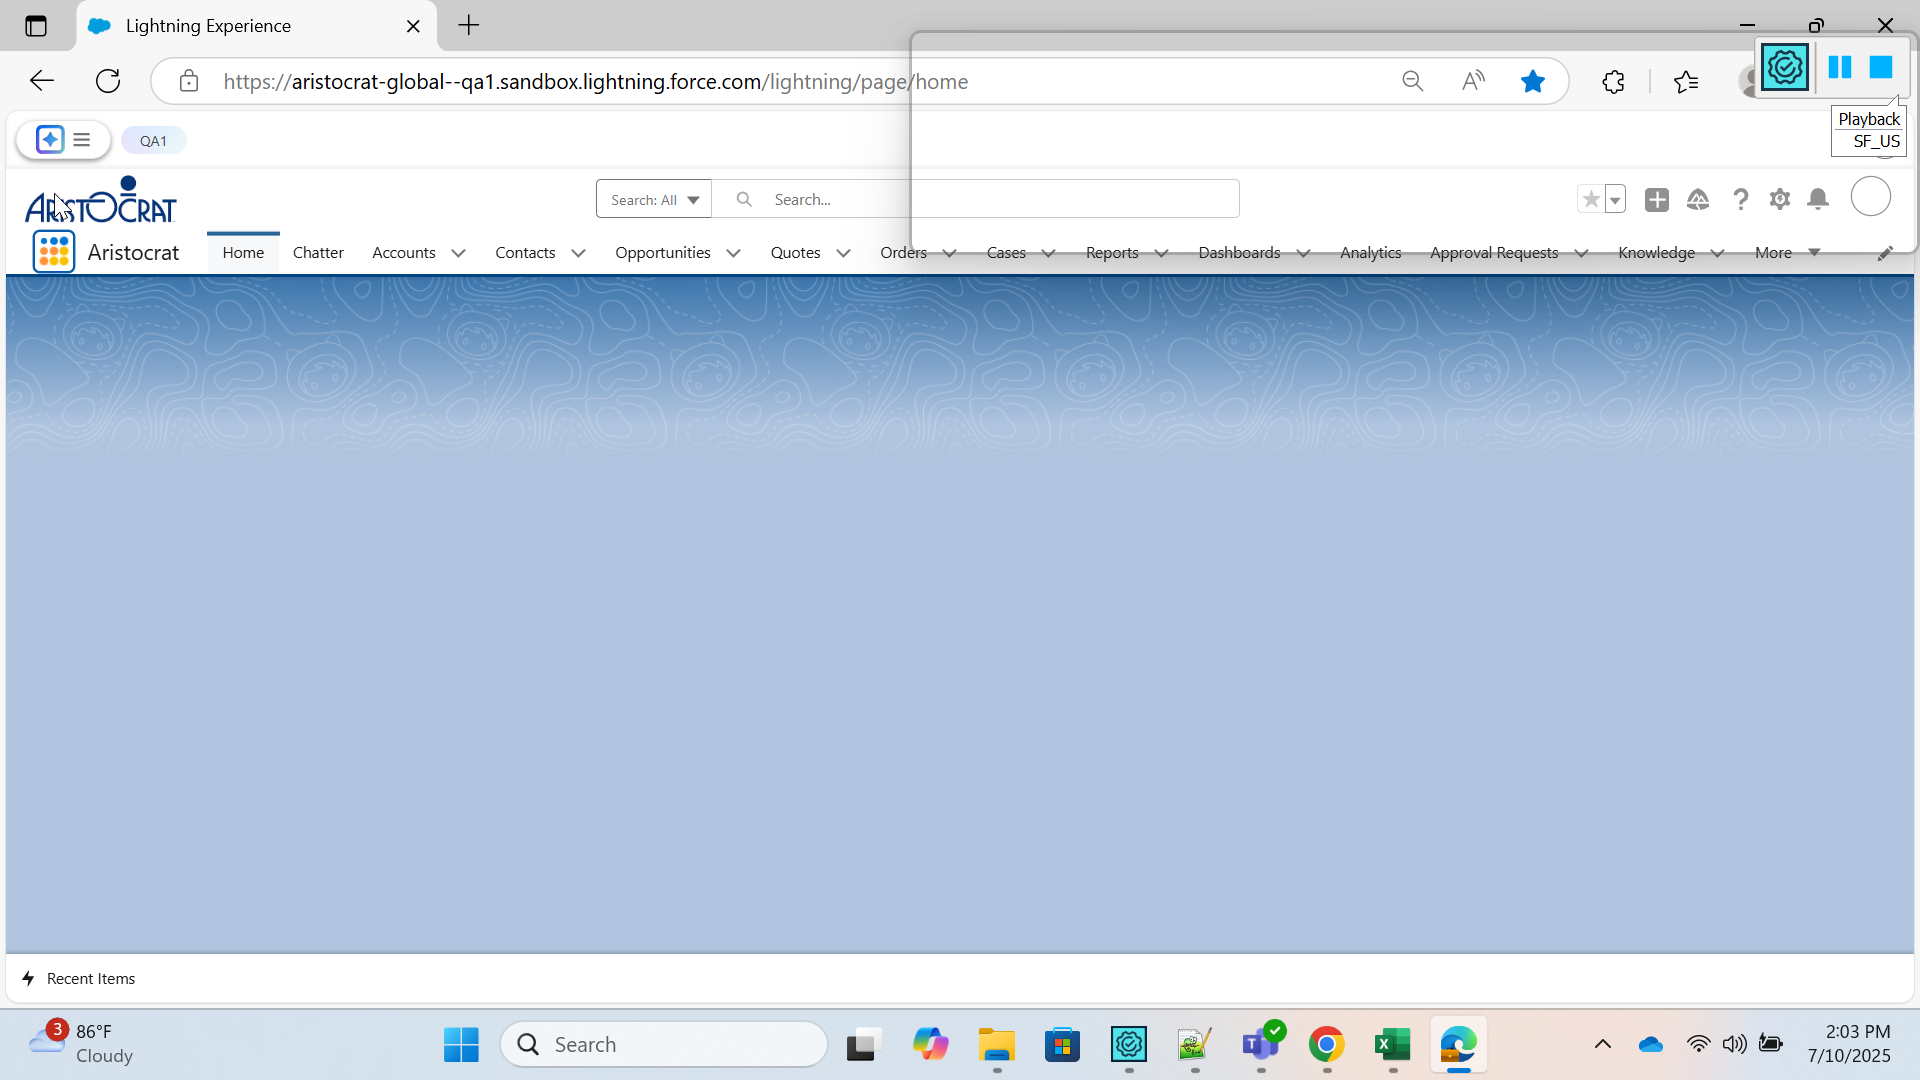 Lightning Experience
https://aristocrat-global--qa1.sandbox.lightning.force.com/lightning/page/home
Playback
SF_US
QA1
ARISTOCRAT
Search: All
Search...
Aristocrat
Home
Chatter
Accounts
Contacts
Opportunities
Quotes
Orders
Cases
Reports
Dashboards
Analytics
Approval Requests
Knowledge
More
Recent Items
3
86°F
Cloudy
Search
2:03 PM
7/10/2025